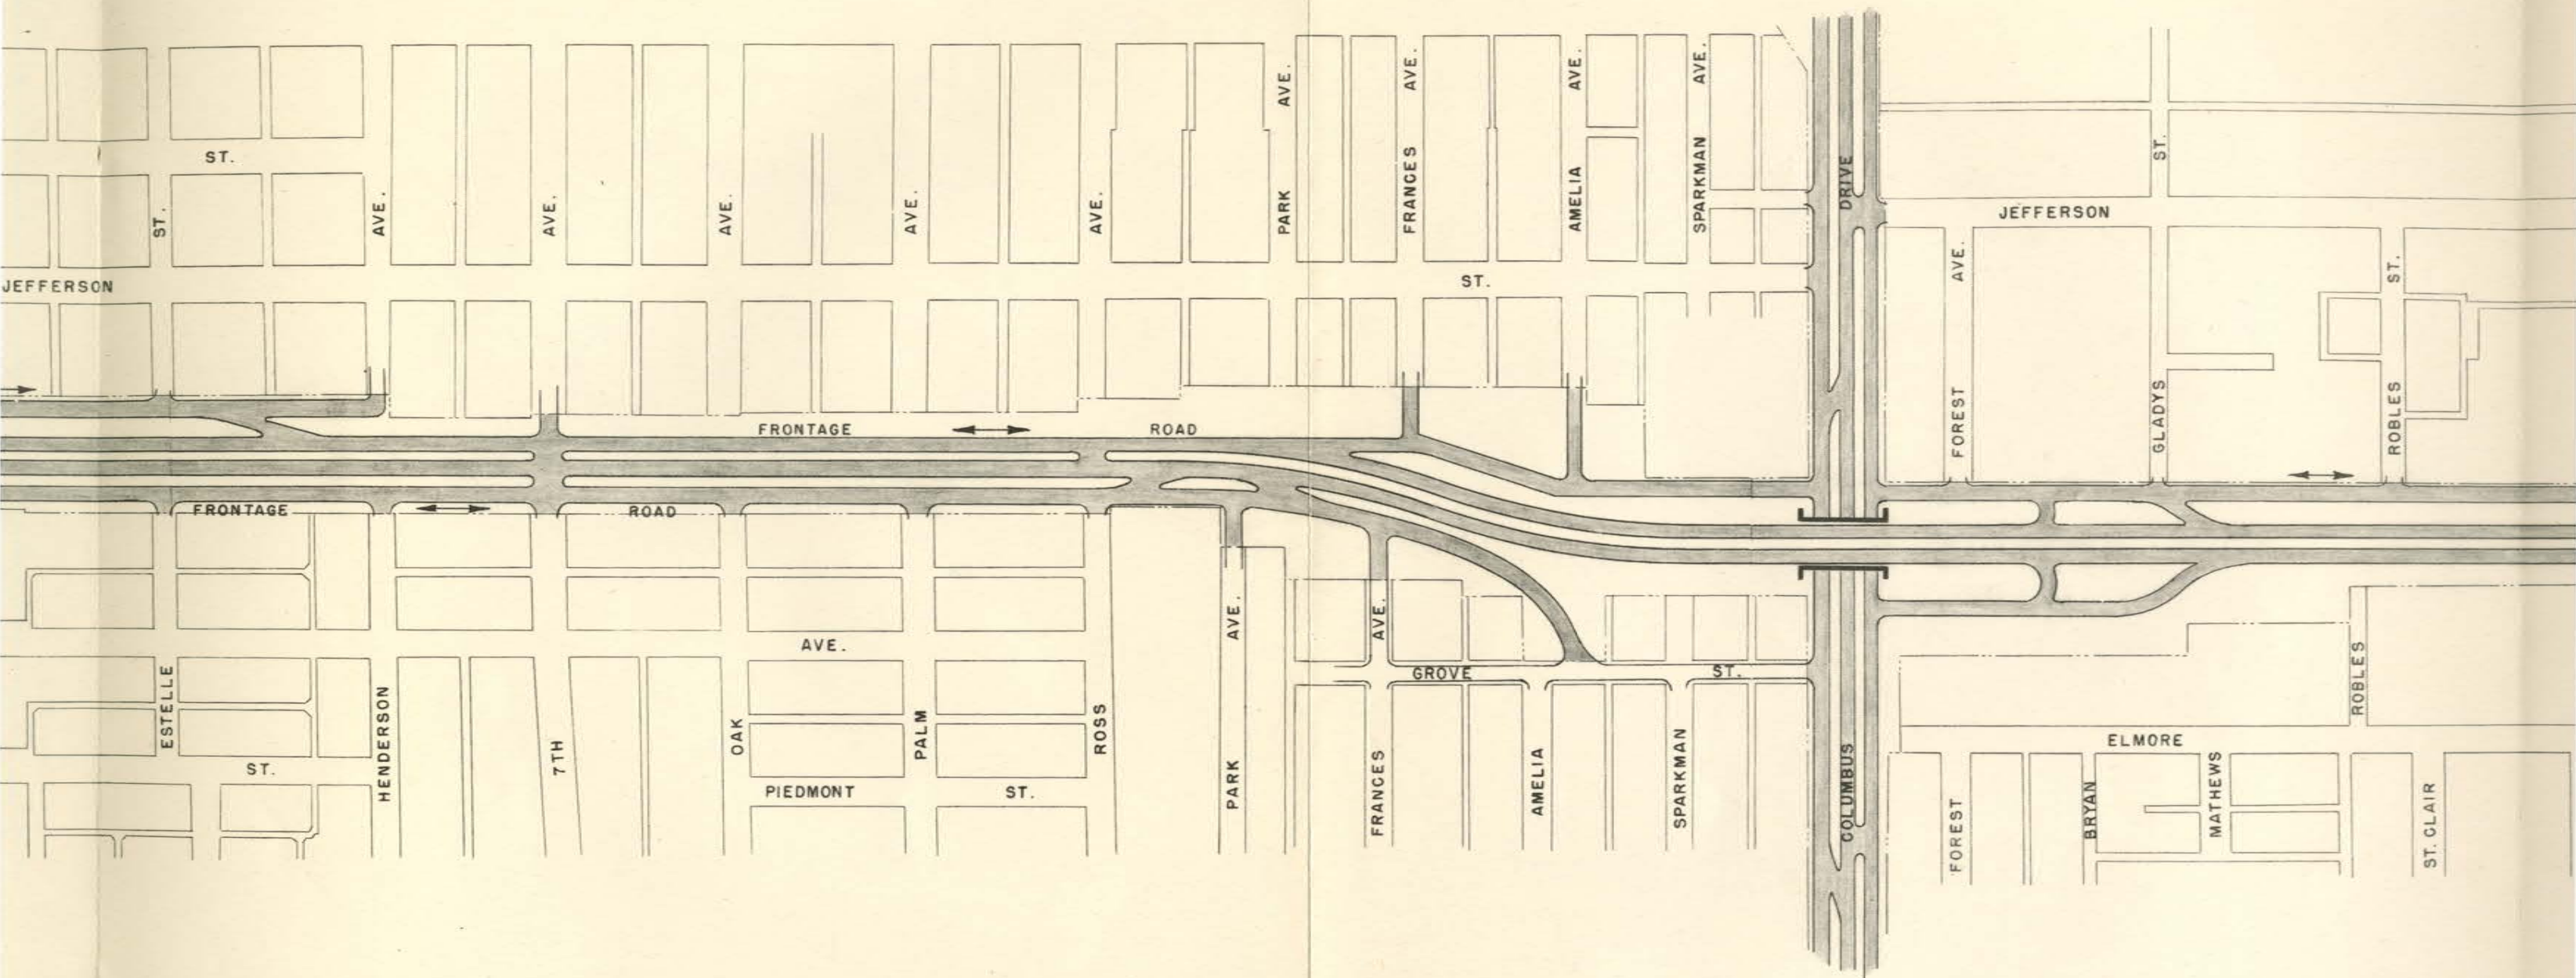 ST.
ST.
AVE.
AVE.
AVE.
AVE.
AVE.
PARK AVE.
FRANCES AVE.
AMELIA AVE.
SPARKMAN AVE.
DRIVE
ST.
JEFFERSON
JEFFERSON
ST.
FOREST AVE.
GLADYS
ROBLES ST.
FRONTAGE ROAD
FRONTAGE ROAD
AVE.
PARK AVE.
FRANCES AVE.
GROVE ST.
ESTELLE
HENDERSON
7TH
OAK
PALM
ROSS
ST.
PIEDMONT ST.
AMELIA
SPARKMAN
COLUMBUS
ROBLES
ELMORE
FOREST
BRYAN
MATHEWS
ST. CLAIR